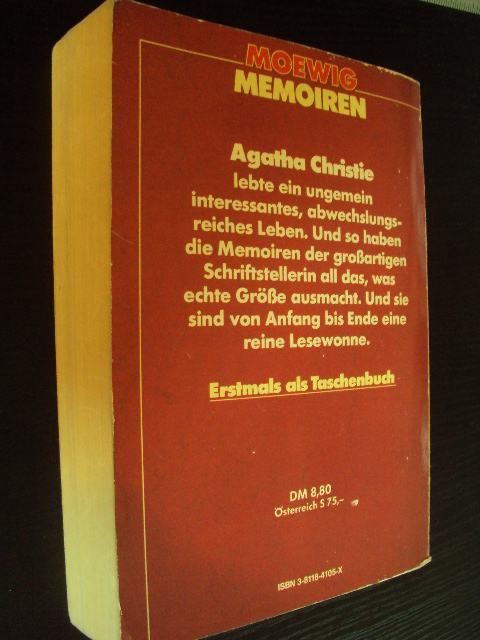 MOEWIG
MEMOIREN
Agatha Christie
lebte ein ungemein
interessantes, abwechslungs-
reiches Leben. Und so haben
die Memoiren der großartigen
Schriftstellerin all das, was
echte Größe ausmacht. Und sie
sind von Anfang bis Ende eine
reine Lesewonne.
Erstmals als Taschenbuch
DM 8,80
Österreich S 75,–
ISBN 3-8118-4105-X